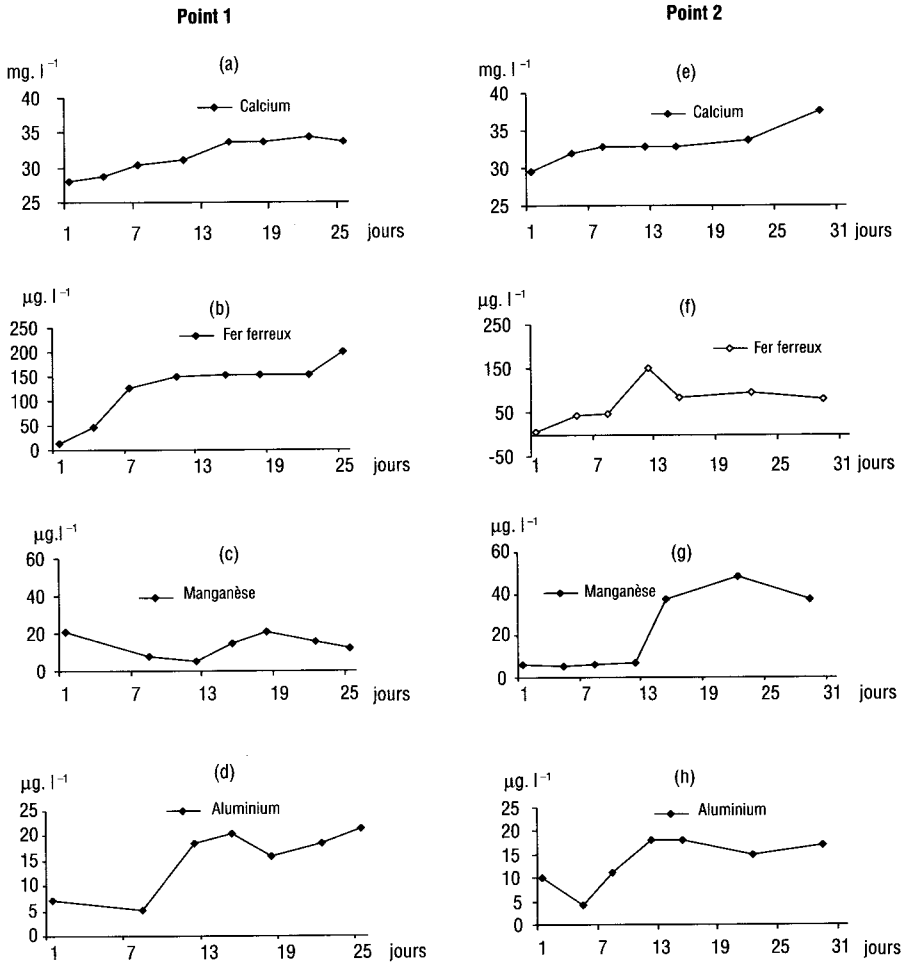 Point 1
Point 2
(a)
mg. l⁻¹
40
35
30
25
Calcium
1 7 13 19 25 jours
(e)
mg. l⁻¹
40
35
30
25
Calcium
1 7 13 19 25 31 jours
(b)
µg. l⁻¹
250
200
150
100
50
0
Fer ferreux
1 7 13 19 25 jours
(f)
µg. l⁻¹
250
150
50
-50
Fer ferreux
1 7 13 19 25 31 jours
(c)
µg.l⁻¹
60
40
20
0
Manganèse
1 7 13 19 25 jours
(g)
µg.l⁻¹
60
40
20
0
Manganèse
1 7 13 19 25 31 jours
(d)
µg. l⁻¹
25
20
15
10
5
0
Aluminium
1 7 13 19 25 jours
(h)
µg. l⁻¹
25
20
15
10
5
0
Aluminium
1 7 13 19 25 31 jours